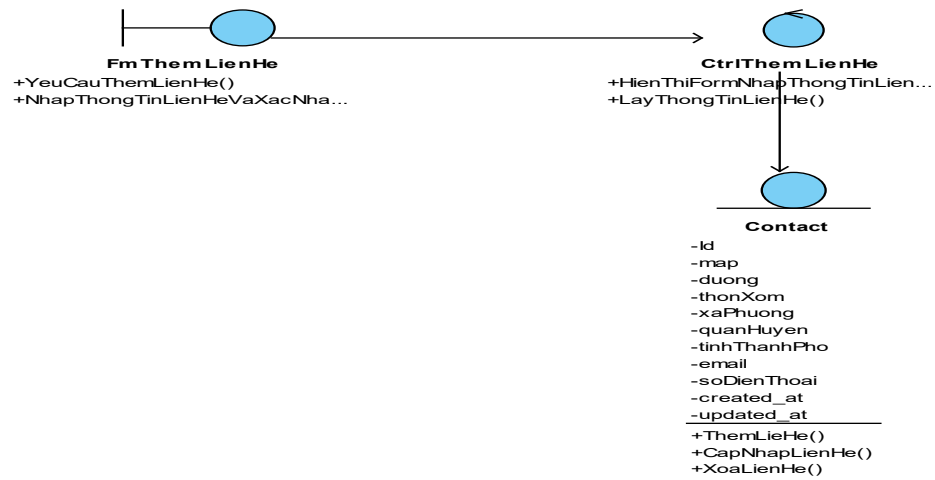 FmThemLienHe
+YeuCauThemLienHe()
+NhapThongTinLienHeVaXacNha...
CtrlThemLienHe
+HienThiFormNhapThongTinLien...
+LayThongTinLienHe()
Contact
-Id
-map
-duong
-thonXom
-xaPhuong
-quanHuyen
-tinhThanhPho
-email
-soDienThoai
-created_at
-updated_at
+ThemLieHe()
+CapNhapLienHe()
+XoaLienHe()